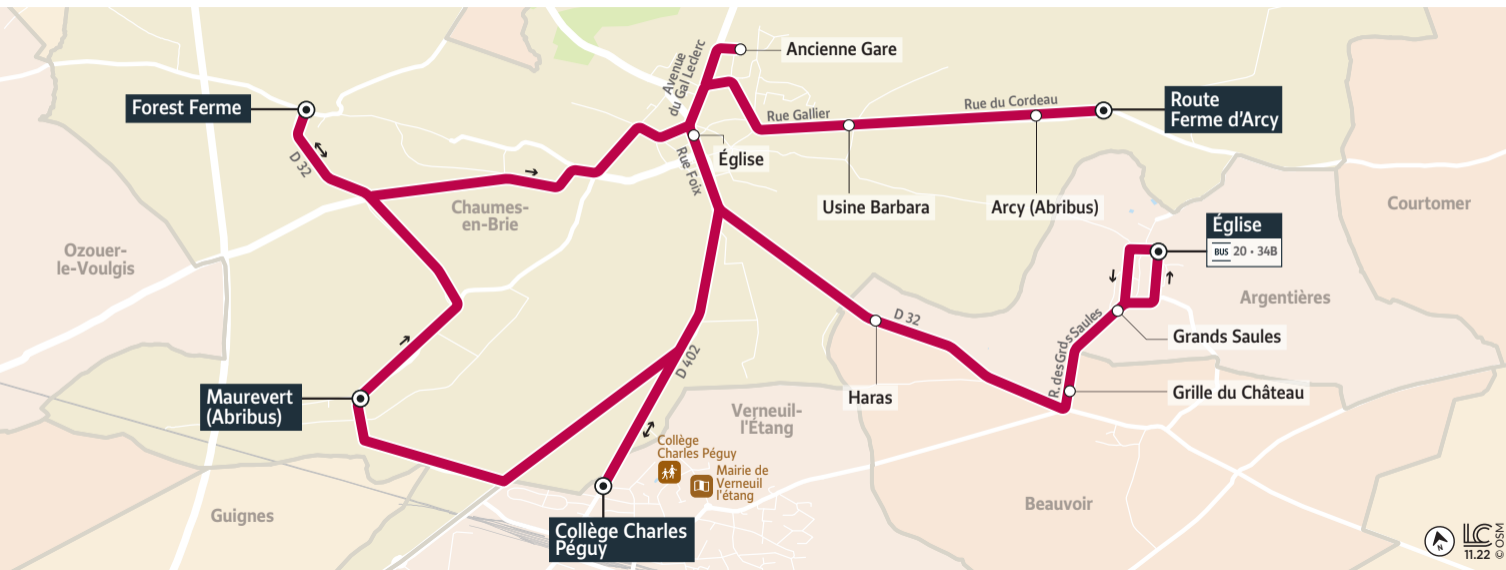 Ancienne Gare
Avenue
du Gal Leclerc
Forest Ferme
D 32
Rue Gallier
Rue du Cordeau
Route
Ferme d'Arcy
Église
Rue Foix
Usine Barbara
Arcy (Abribus)
Chaumes-
en-Brie
Courtomer
Ozouer-
le-Voulgis
Église
BUS 20 · 34B
Argentières
D 32
R. des Grds Saules
Grands Saules
D 402
Maurevert
(Abribus)
Haras
Grille du Château
Verneuil-
l'Étang
Collège
Charles Péguy
Mairie de
Verneuil
l'étang
Guignes
Beauvoir
Collège Charles
Péguy
N
LC
11.22
© OSM